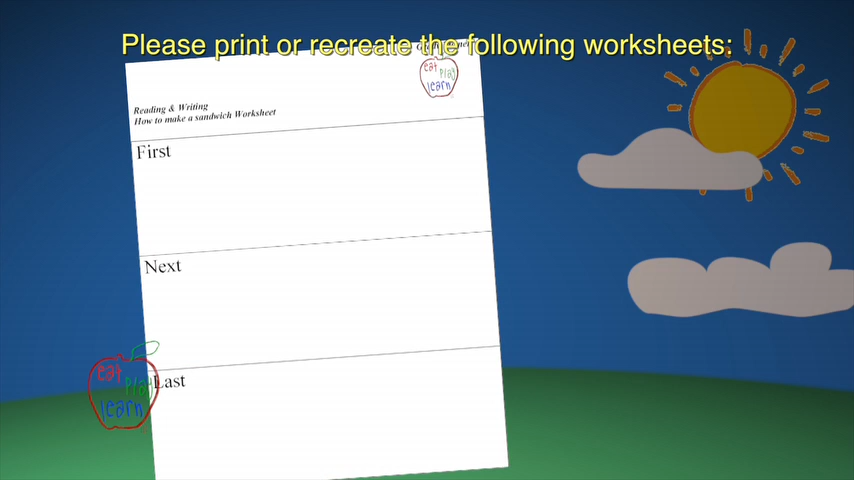 Please print or recreate the following worksheets:
eat
play
learn
Reading & Writing
How to make a sandwich Worksheet
First
Next
Last
eat
play
learn